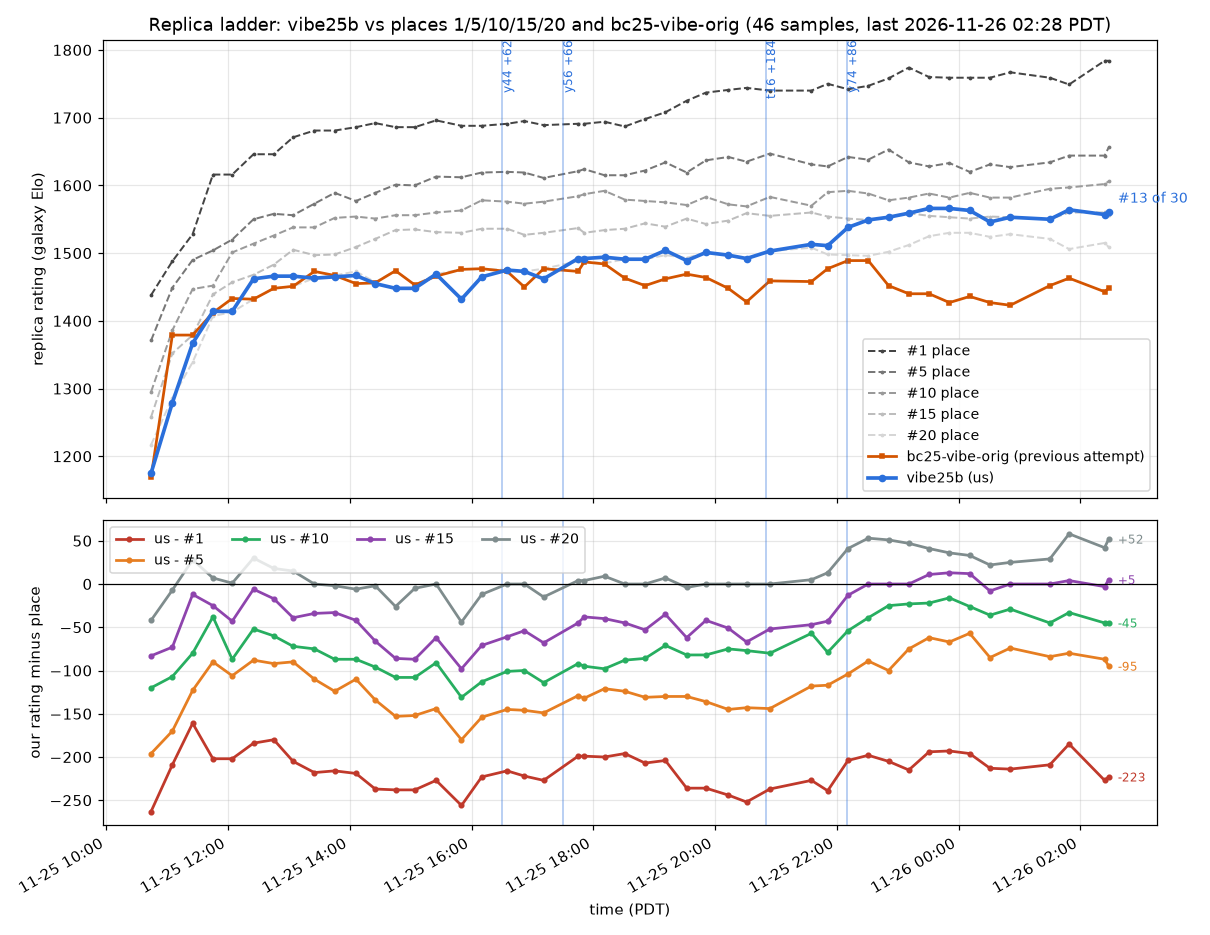 Replica ladder: vibe25b vs places 1/5/10/15/20 and bc25-vibe-orig (46 samples, last 2026-11-26 02:28 PDT)
1800
1700
1600
1500
1400
1300
1200
replica rating (galaxy Elo)
y44 +62
y56 +66
t16 +184
y74 +86
#13 of 30
#1 place
#5 place
#10 place
#15 place
#20 place
bc25-vibe-orig (previous attempt)
vibe25b (us)
50
0
−50
−100
−150
−200
−250
our rating minus place
us - #1
us - #10
us - #15
us - #20
us - #5
+52
+5
-45
-95
-223
11-25 10:00
11-25 12:00
11-25 14:00
11-25 16:00
11-25 18:00
11-25 20:00
11-25 22:00
11-26 00:00
11-26 02:00
time (PDT)